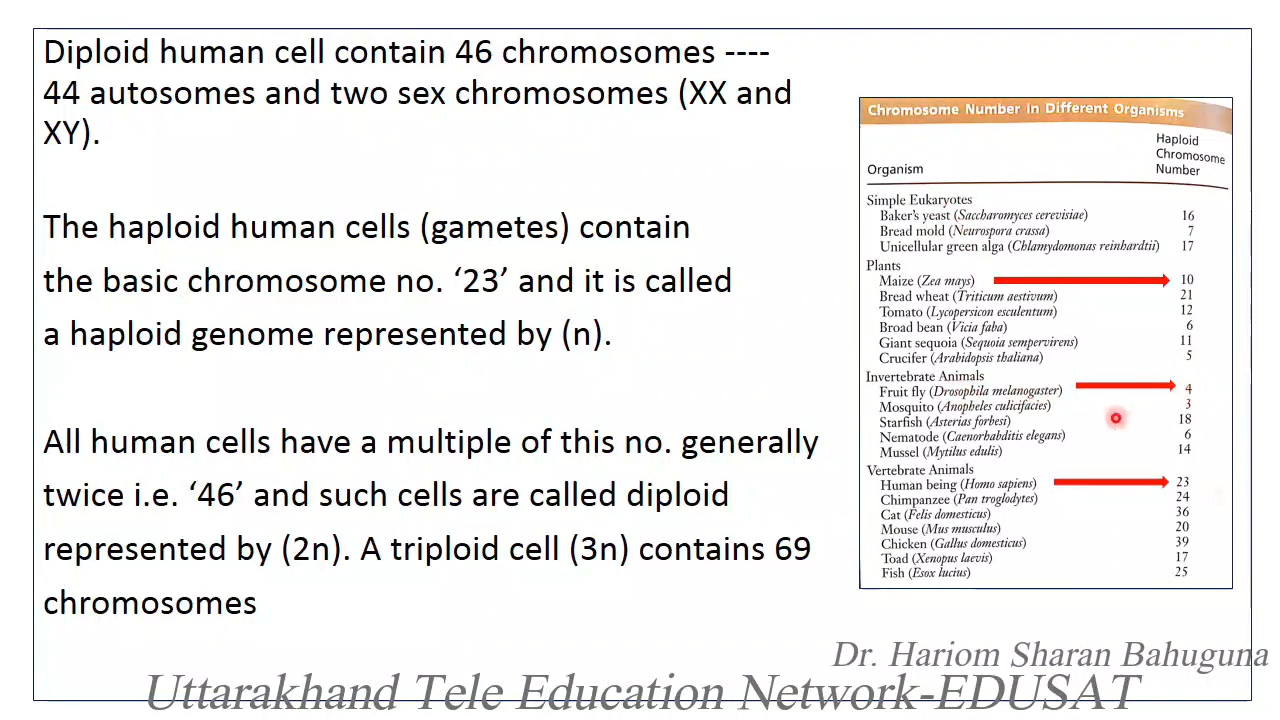 Diploid human cell contain 46 chromosomes ----
44 autosomes and two sex chromosomes (XX and
XY).
The haploid human cells (gametes) contain
the basic chromosome no. ‘23’ and it is called
a haploid genome represented by (n).
All human cells have a multiple of this no. generally
twice i.e. ‘46’ and such cells are called diploid
represented by (2n). A triploid cell (3n) contains 69
chromosomes
Chromosome Number in Different Organisms
Haploid
Chromosome
Organism Number
Simple Eukaryotes
Baker's yeast (Saccharomyces cerevisiae) 16
Bread mold (Neurospora crassa) 7
Unicellular green alga (Chlamydomonas reinhardtii) 17
Plants
Maize (Zea mays) 10
Bread wheat (Triticum aestivum) 21
Tomato (Lycopersicon esculentum) 12
Broad bean (Vicia faba) 6
Giant sequoia (Sequoia sempervirens) 11
Crucifer (Arabidopsis thaliana) 5
Invertebrate Animals
Fruit fly (Drosophila melanogaster) 4
Mosquito (Anopheles culicifacies) 3
Starfish (Asterias forbesi) 18
Nematode (Caenorhabditis elegans) 6
Mussel (Mytilus edulis) 14
Vertebrate Animals
Human being (Homo sapiens) 23
Chimpanzee (Pan troglodytes) 24
Cat (Felis domesticus) 36
Mouse (Mus musculus) 20
Chicken (Gallus domesticus) 39
Toad (Xenopus laevis) 17
Fish (Esox lucius) 25
Dr. Hariom Sharan Bahuguna
Uttarakhand Tele Education Network-EDUSAT